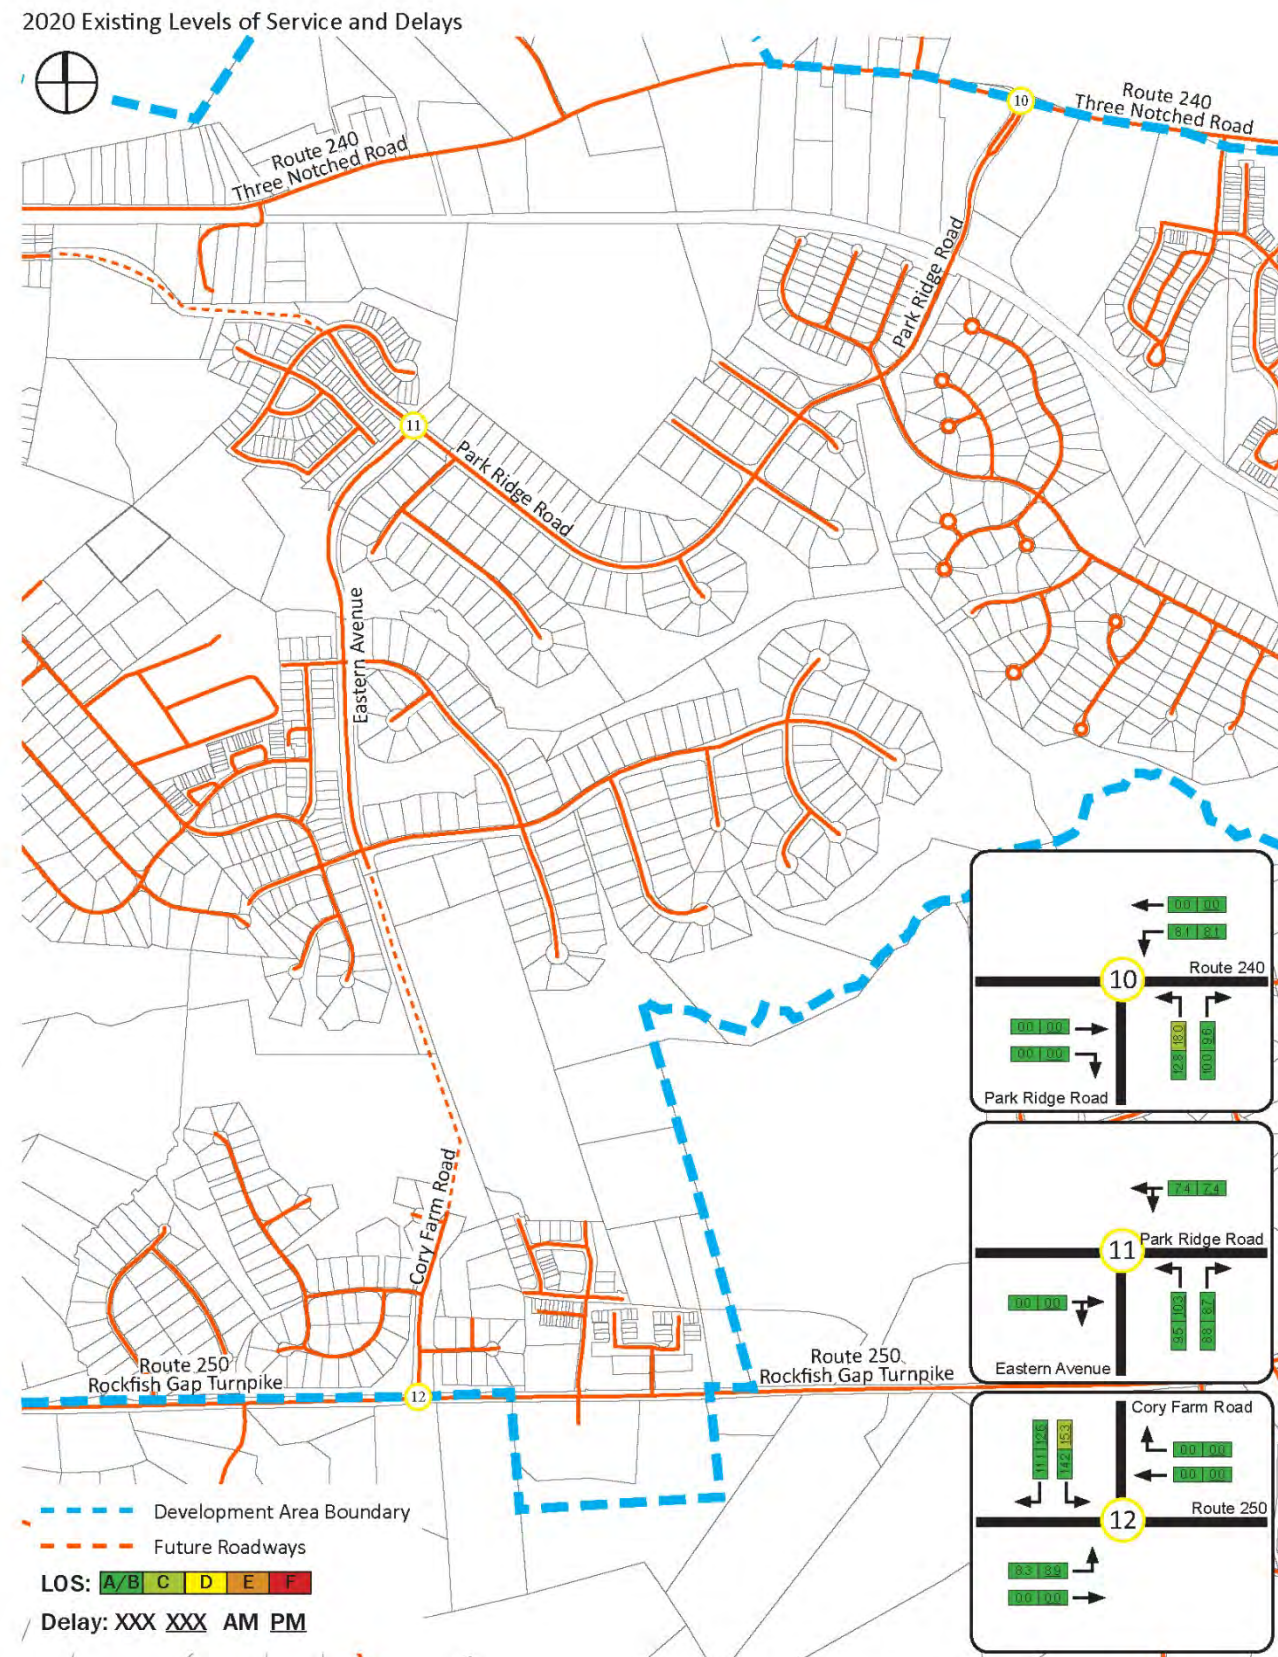 2020 Existing Levels of Service and Delays
10
Route 240
Three Notched Road
Route 240
Three Notched Road
Park Ridge Road
11
Park Ridge Road
Eastern Avenue
Cory Farm Road
Route 250
Rockfish Gap Turnpike
12
Route 250
Rockfish Gap Turnpike
0.0 0.0
8.1 8.1
10
Route 240
0.0 0.0
0.0 0.0
12.8 18.0
10.0 9.6
Park Ridge Road
7.4 7.4
11
Park Ridge Road
0.0 0.0
9.5 10.3
8.8 8.7
Eastern Avenue
Cory Farm Road
11.1 12.6
14.2 15.3
0.0 0.0
0.0 0.0
12
Route 250
8.3 8.9
0.0 0.0
Development Area Boundary
Future Roadways
LOS: A/B C D E F
Delay: XXX XXX AM PM